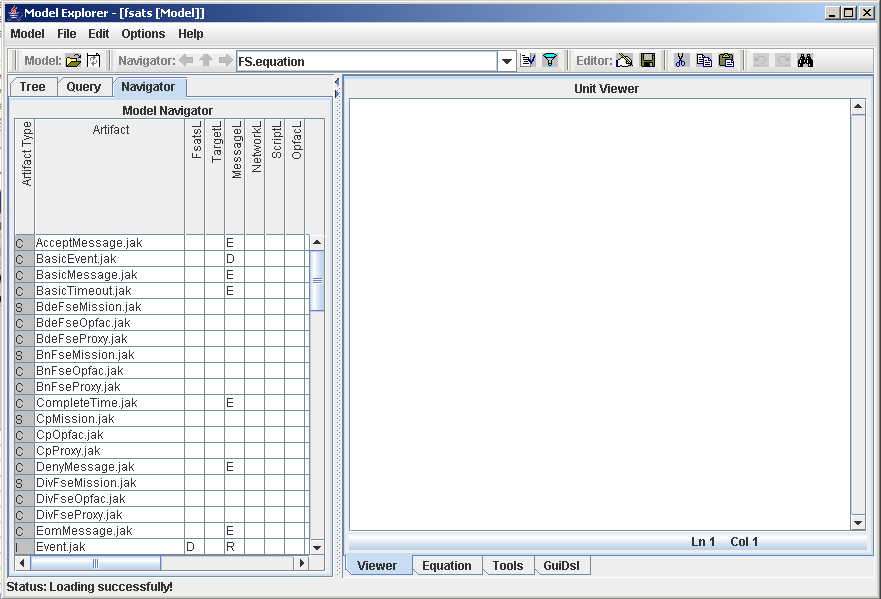 Model Explorer - [fsats [Model]]
Model File Edit Options Help
Model: Navigator: FS.equation Editor:
Tree Query Navigator
Model Navigator
Artifact Type Artifact FsatsL TargetL MessageL NetworkL ScriptL OpfacL
C AcceptMessage.jak E
C BasicEvent.jak D
C BasicMessage.jak E
C BasicTimeout.jak E
S BdeFseMission.jak
C BdeFseOpfac.jak
C BdeFseProxy.jak
S BnFseMission.jak
C BnFseOpfac.jak
C BnFseProxy.jak
C CompleteTime.jak E
S CpMission.jak
C CpOpfac.jak
C CpProxy.jak
C DenyMessage.jak E
S DivFseMission.jak
C DivFseOpfac.jak
C DivFseProxy.jak
C EomMessage.jak E
I Event.jak D R
Unit Viewer
Ln 1 Col 1
Viewer Equation Tools GuiDsl
Status: Loading successfully!